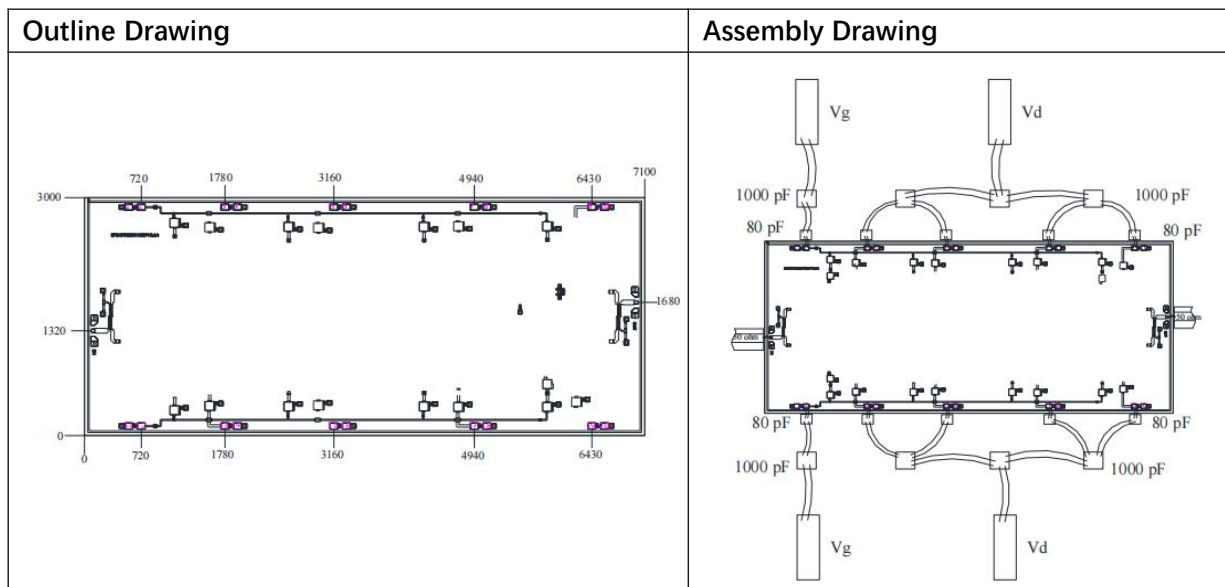 Outline Drawing
Assembly Drawing
720 1780 3160 4940 6430 7100
3000
1320
1680
0
0 720 1780 3160 4940 6430
Vg Vd
1000 pF 1000 pF
80 pF 80 pF
50 ohm
80 pF 80 pF
1000 pF 1000 pF
Vg Vd